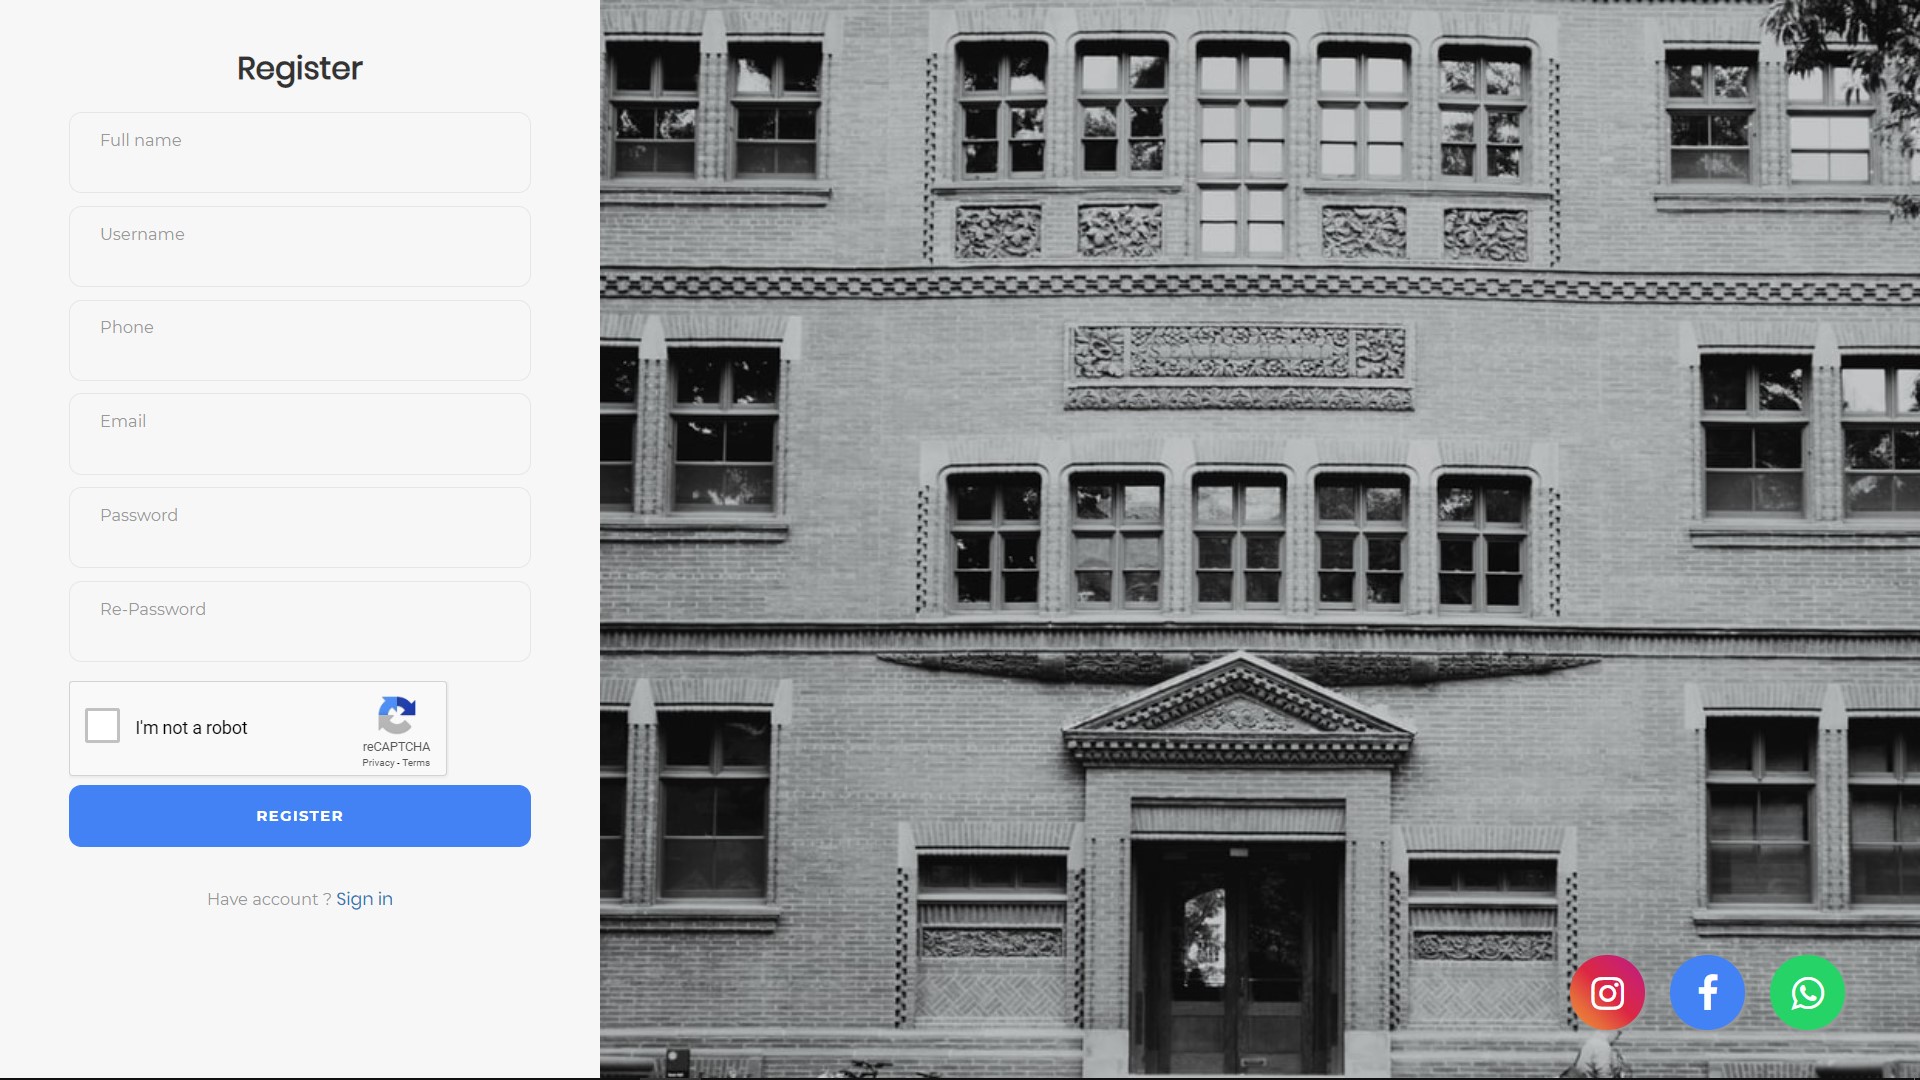 Register
Full name
Username
Phone
Email
Password
Re-Password
I'm not a robot
reCAPTCHA
Privacy - Terms
REGISTER
Have account ? Sign in